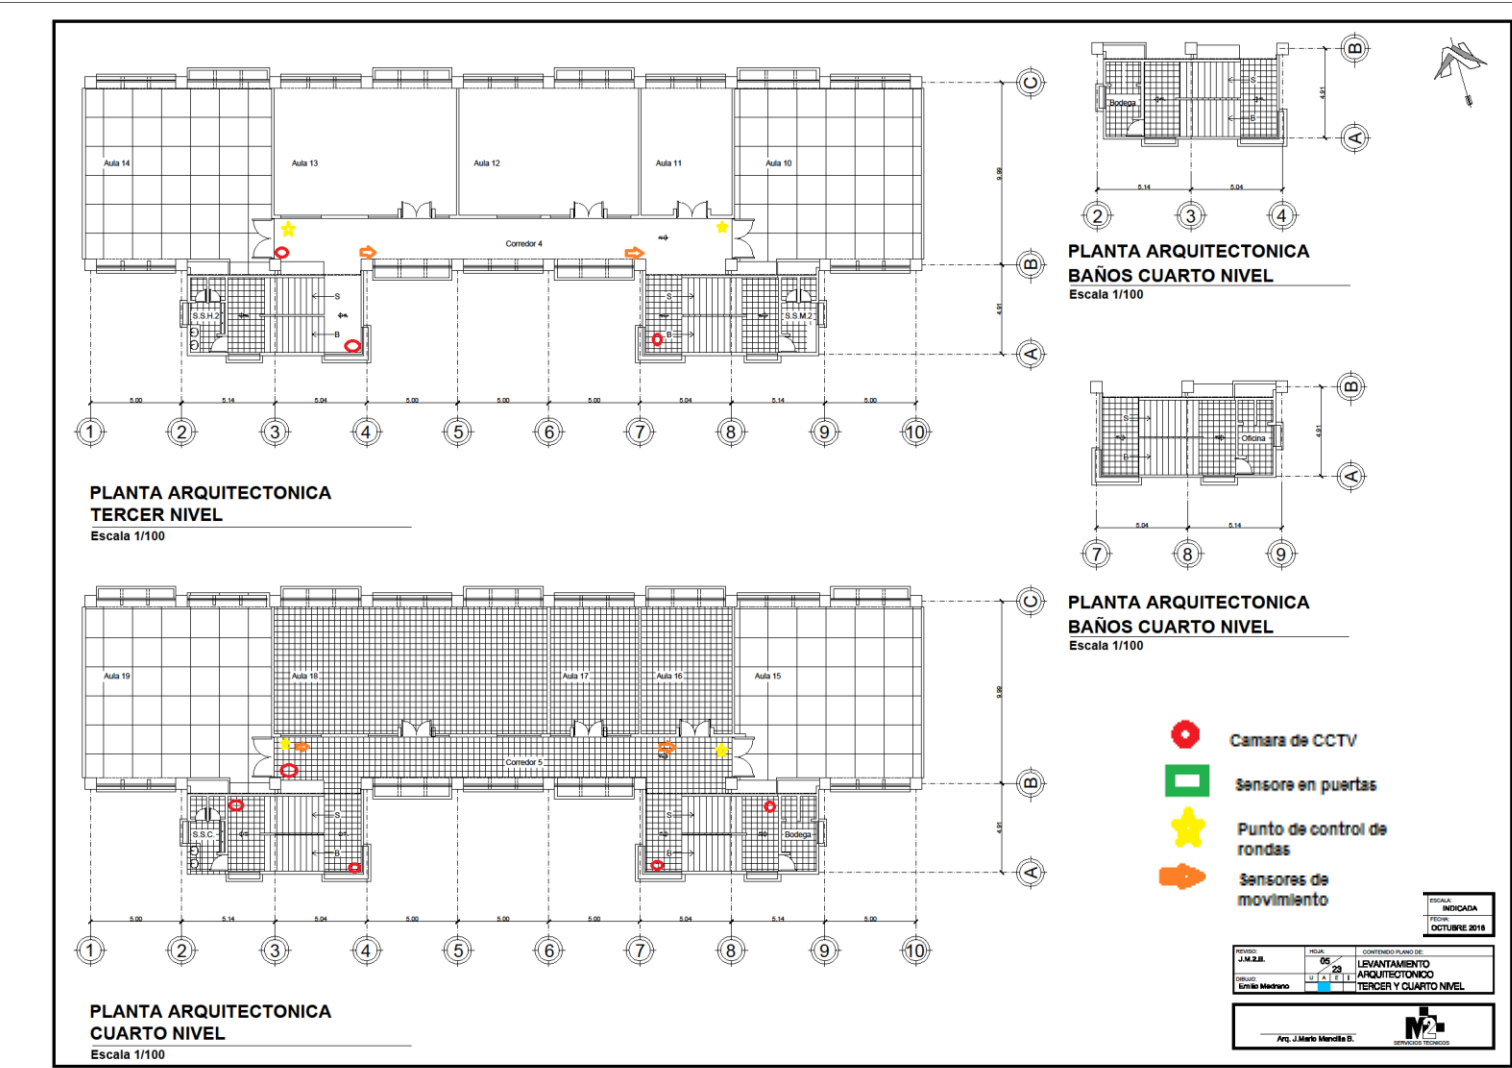 Aula 14
Aula 13
Aula 12
Aula 11
Aula 10
Corredor 4
S.S.H.2
S
B
S
B
S.S.M.2
C
B
A
9.99
4.91
5.00
5.14
5.04
5.00
5.00
5.00
5.04
5.14
5.00
1
2
3
4
5
6
7
8
9
10
PLANTA ARQUITECTONICA
TERCER NIVEL
Escala 1/100
Aula 19
Aula 18
Aula 17
Aula 16
Aula 15
Corredor 5
S.S.C.
S
B
S
B
Bodega
C
B
A
9.99
4.91
5.00
5.14
5.04
5.00
5.00
5.00
5.04
5.14
5.00
1
2
3
4
5
6
7
8
9
10
PLANTA ARQUITECTONICA
CUARTO NIVEL
Escala 1/100
Bodega
S
B
B
A
4.91
5.14
5.04
2
3
4
PLANTA ARQUITECTONICA
BAÑOS CUARTO NIVEL
Escala 1/100
S
B
Oficina
B
A
4.91
5.04
5.14
7
8
9
PLANTA ARQUITECTONICA
BAÑOS CUARTO NIVEL
Escala 1/100
Camara de CCTV
Sensore en puertas
Punto de control de
rondas
Sensores de
movimiento
ESCALA:
INDICADA
FECHA:
OCTUBRE 2016
REVISO:
J.M.2.B.
DIBUJO:
Emilio Medrano
HOJA:
05
23
U A E I
CONTENIDO PLANO DE:
LEVANTAMIENTO
ARQUITECTONICO
TERCER Y CUARTO NIVEL
Arq. J.Mario Mancilla B.
M2
SERVICIOS TECNICOS